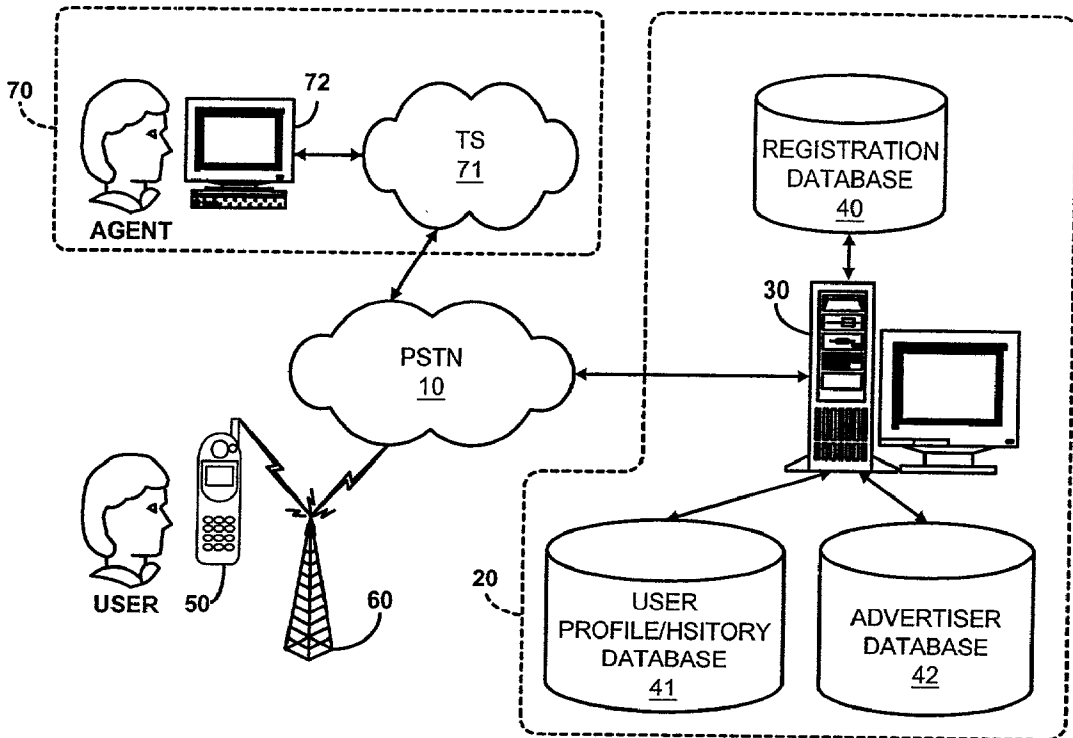 70
72
TS
71
AGENT
REGISTRATION
DATABASE
40
30
PSTN
10
USER
50
60
20
USER
PROFILE/HSITORY
DATABASE
41
ADVERTISER
DATABASE
42